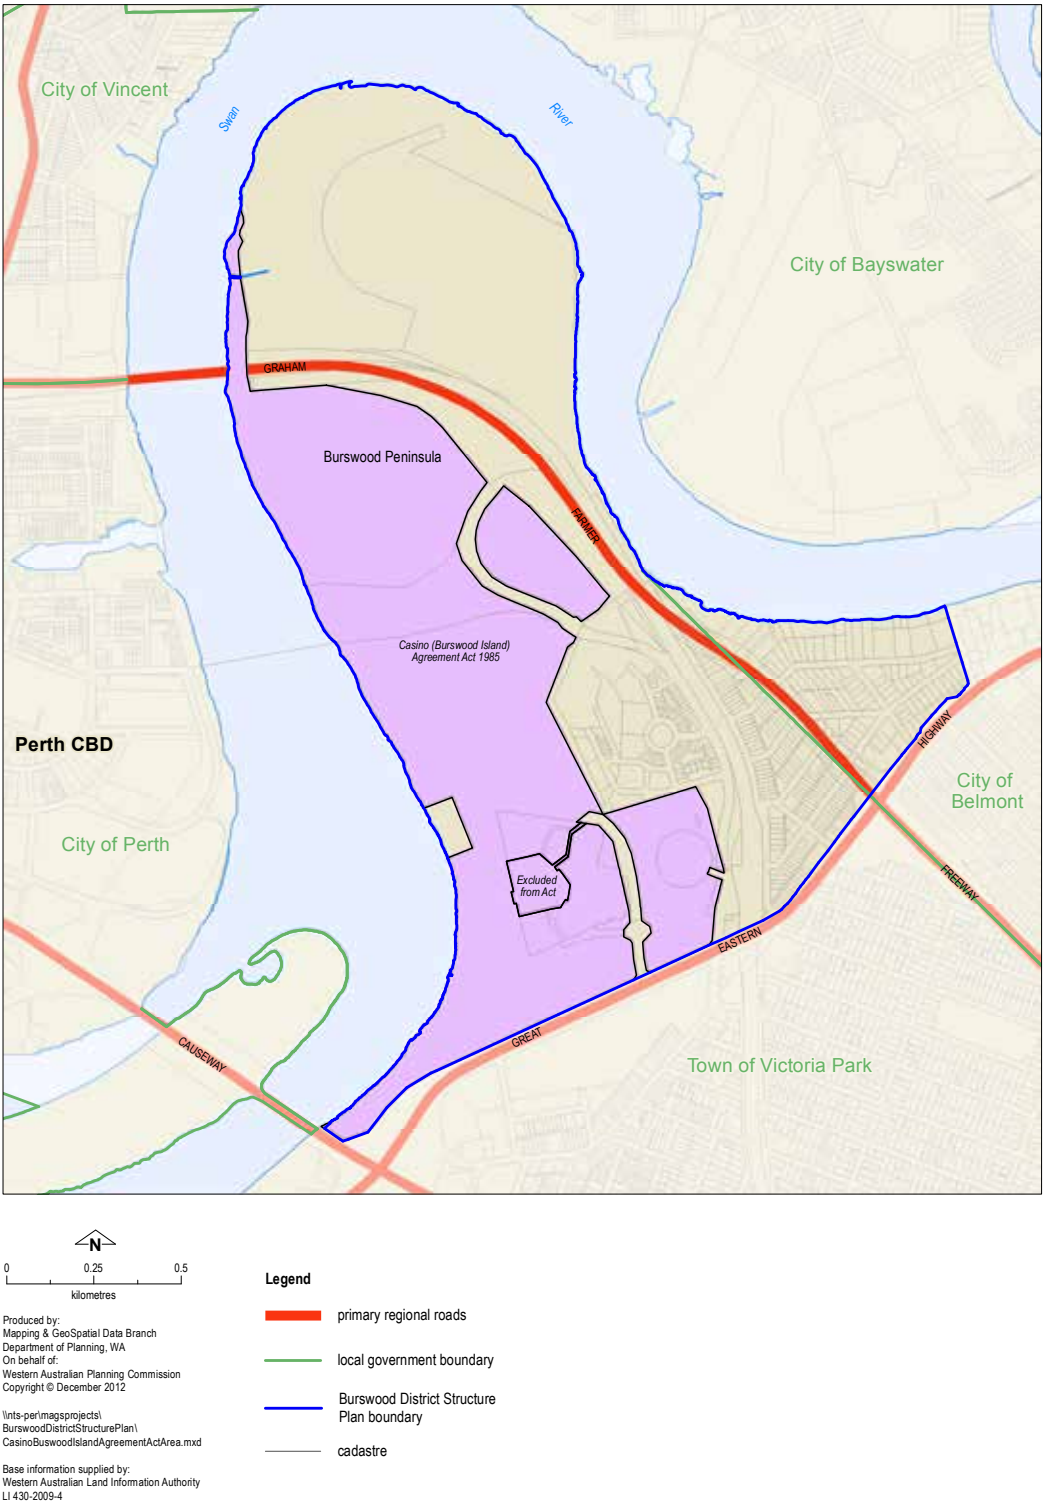 City of Vincent
Swan
River
City of Bayswater
GRAHAM
Burswood Peninsula
FARMER
Casino (Burswood Island)
Agreement Act 1985
Perth CBD
HIGHWAY
City of
Belmont
City of Perth
Excluded
from Act
FREEWAY
EASTERN
GREAT
CAUSEWAY
Town of Victoria Park
N
0 0.25 0.5
kilometres
Produced by:
Mapping & GeoSpatial Data Branch
Department of Planning, WA
On behalf of:
Western Australian Planning Commission
Copyright © December 2012
\\nts-per\magsprojects\
BurswoodDistrictStructurePlan\
CasinoBuswoodIslandAgreementActArea.mxd
Base information supplied by:
Western Australian Land Information Authority
LI 430-2009-4
Legend
primary regional roads
local government boundary
Burswood District Structure
Plan boundary
cadastre